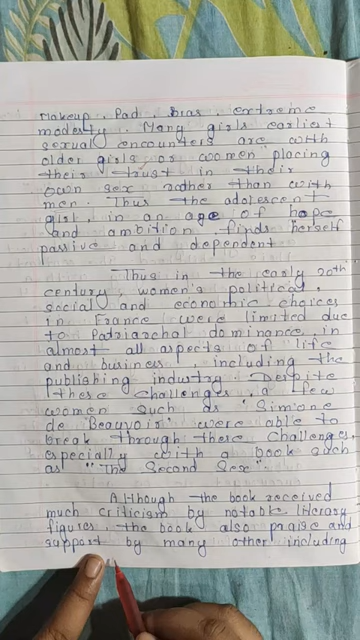 Makeup, Pad, bras, extreme
modesty. Many girls earliest
sexual encounters are with
older girls or women "placing
their trust in their
own sex rather than with
men. Thus the adolescent
girl, in an age of hope
and ambition, finds herself
passive and dependent
Thus in the early 20th
century, women's political,
social and economic choices
in France were limited due
to Patriarchal dominance in
almost all aspects of life
and business, including the
publishing industry. Despite
these challenges, a few
women such as "Simone
de Beauvoir" were able to
break through these challenges,
especially with a book such
as "The Second Sex"
Although the book received
much criticism by notable literary
figures, the book also praise and
support by many other including